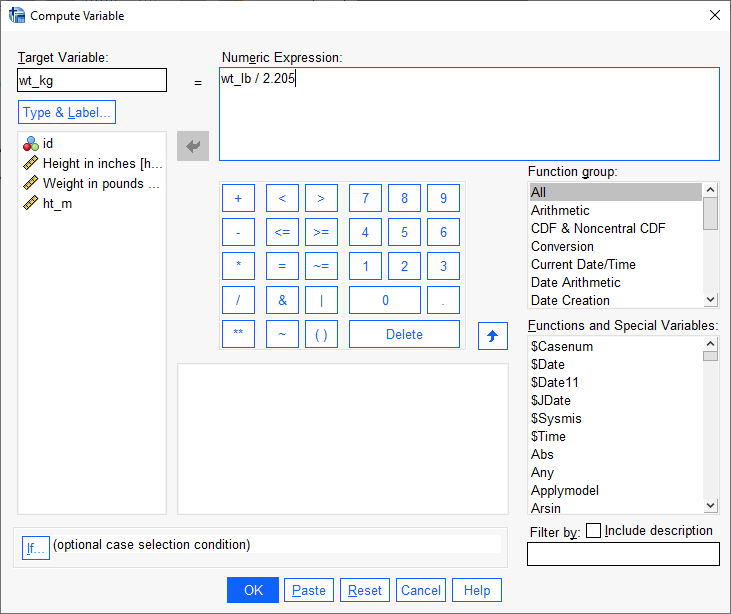 Compute Variable
Target Variable:
wt_kg
=
Numeric Expression:
wt_lb / 2.205
Type & Label...
id
Height in inches [h...
Weight in pounds ...
ht_m
+ < > 7 8 9
- <= >= 4 5 6
* = ~= 1 2 3
/ & | 0 .
** ~ ( ) Delete
Function group:
All
Arithmetic
CDF & Noncentral CDF
Conversion
Current Date/Time
Date Arithmetic
Date Creation
Functions and Special Variables:
$Casenum
$Date
$Date11
$JDate
$Sysmis
$Time
Abs
Any
Applymodel
Arsin
If... (optional case selection condition)
Filter by: Include description
OK Paste Reset Cancel Help